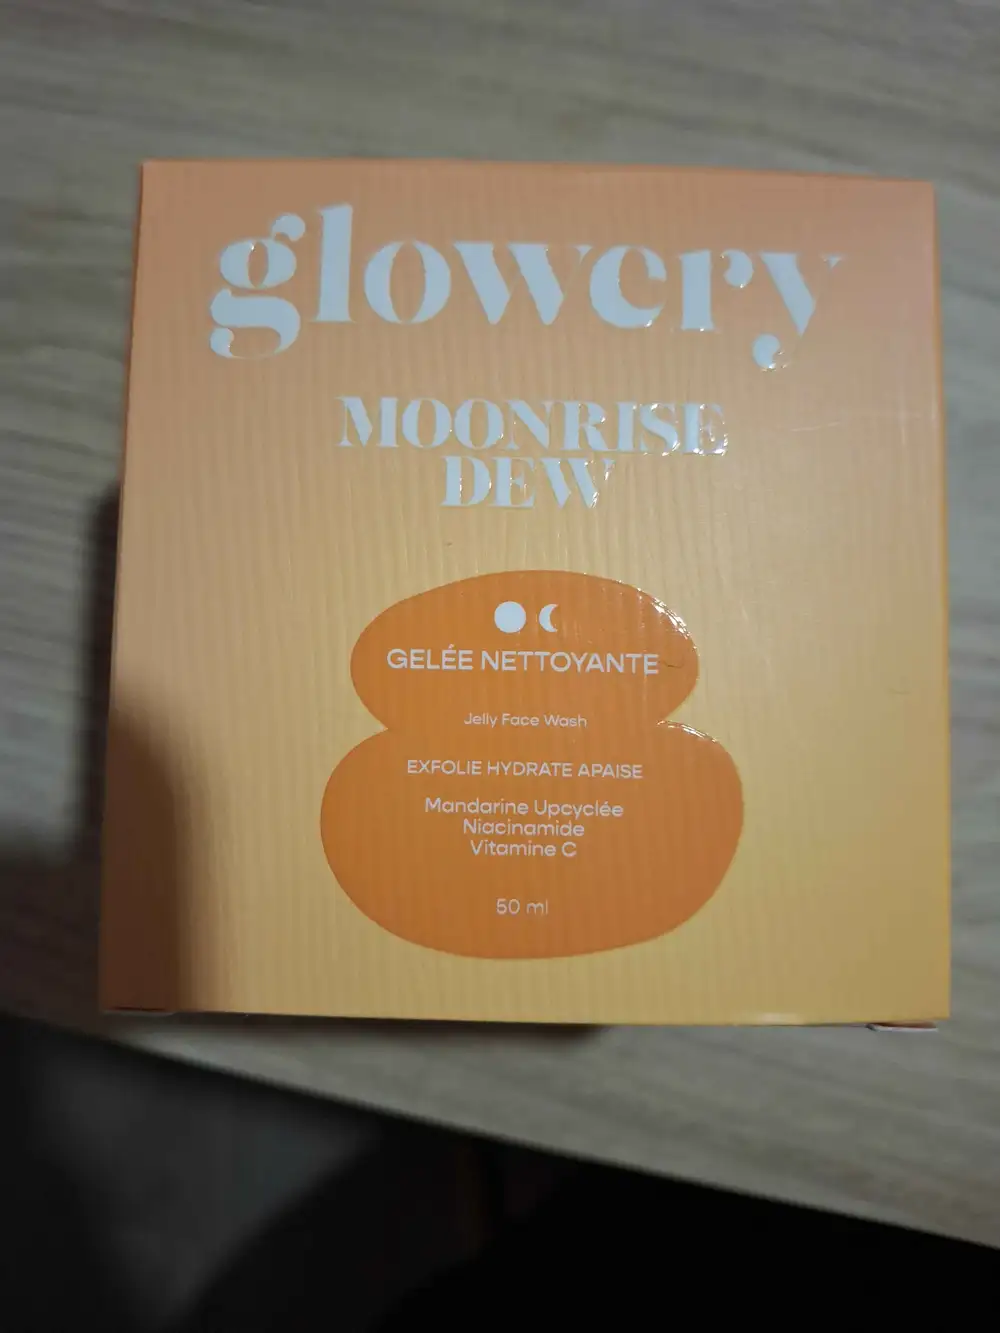 glowery
MOONRISE
DEW
GELÉE NETTOYANTE
Jelly Face Wash
EXFOLIE HYDRATE APAISE
Mandarine Upcyclée
Niacinamide
Vitamine C
50 ml